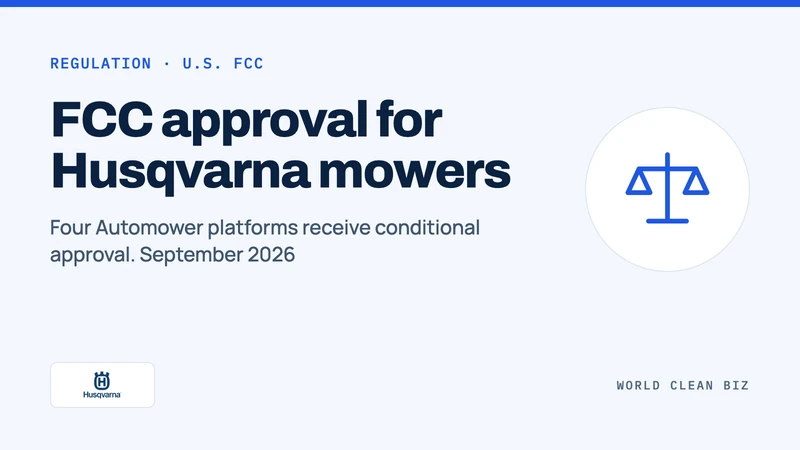 REGULATION · U.S. FCC
FCC approval for
Husqvarna mowers
Four Automower platforms receive conditional
approval. September 2026
Husqvarna
WORLD CLEAN BIZ